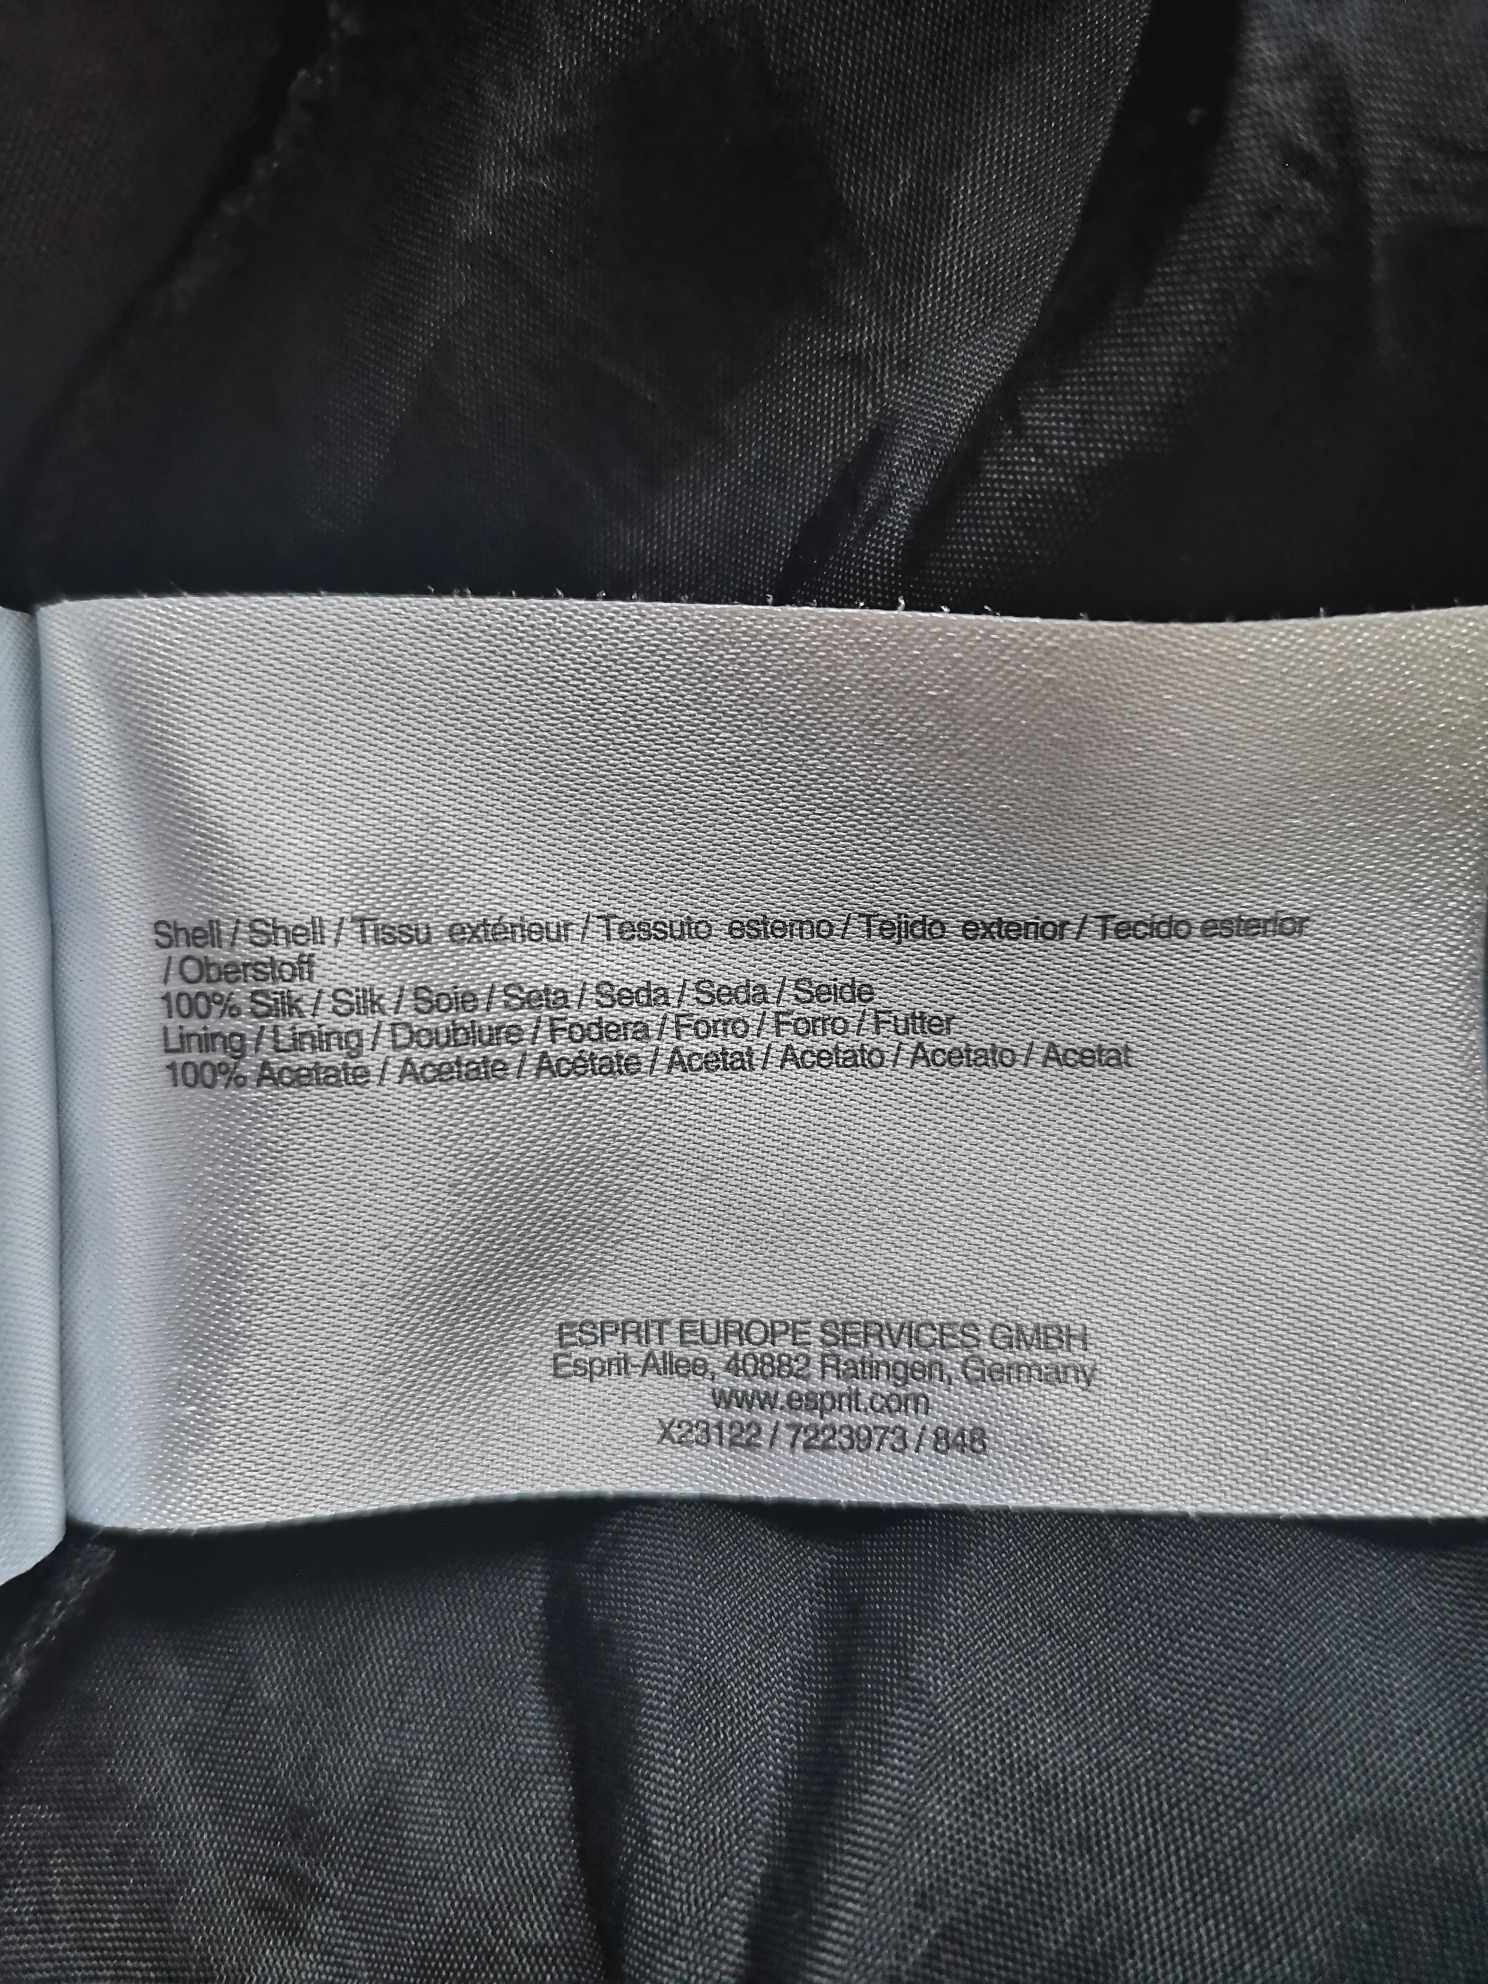 Shell / Shell / Tissu extérieur / Tessuto esterno / Tejido exterior / Tecido esterior
/ Oberstoff
100% Silk / Silk / Soie / Seta / Seda / Seda / Seide
Lining / Lining / Doublure / Fodera / Forro / Forro / Futter
100% Acetate / Acetate / Acétate / Acetat / Acetato / Acetato / Acetat
ESPRIT EUROPE SERVICES GMBH
Esprit-Allee, 40882 Ratingen, Germany
www.esprit.com
X23122 / 7223973 / 848